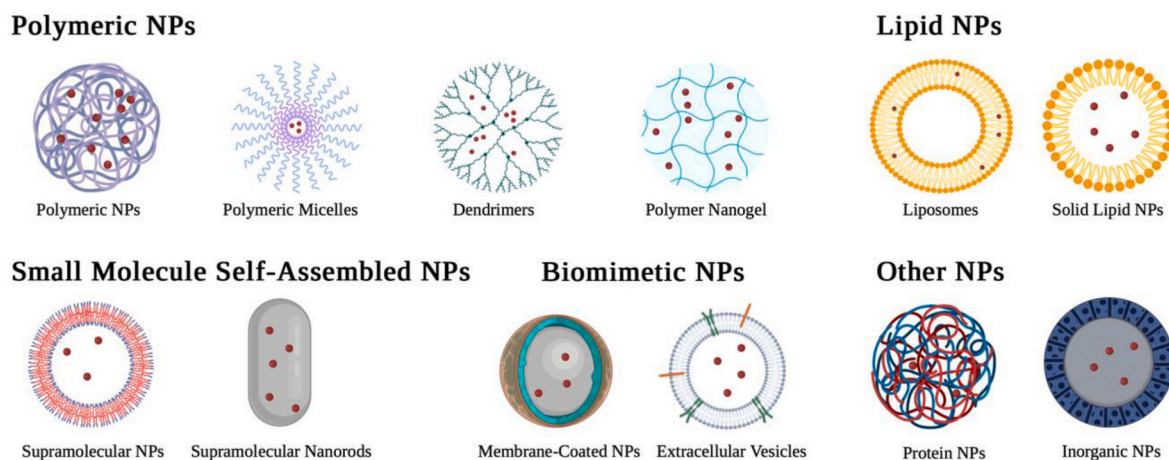 Polymeric NPs
Lipid NPs
Polymeric NPs
Polymeric Micelles
Dendrimers
Polymer Nanogel
Liposomes
Solid Lipid NPs
Small Molecule Self-Assembled NPs
Biomimetic NPs
Other NPs
Supramolecular NPs
Supramolecular Nanorods
Membrane-Coated NPs
Extracellular Vesicles
Protein NPs
Inorganic NPs